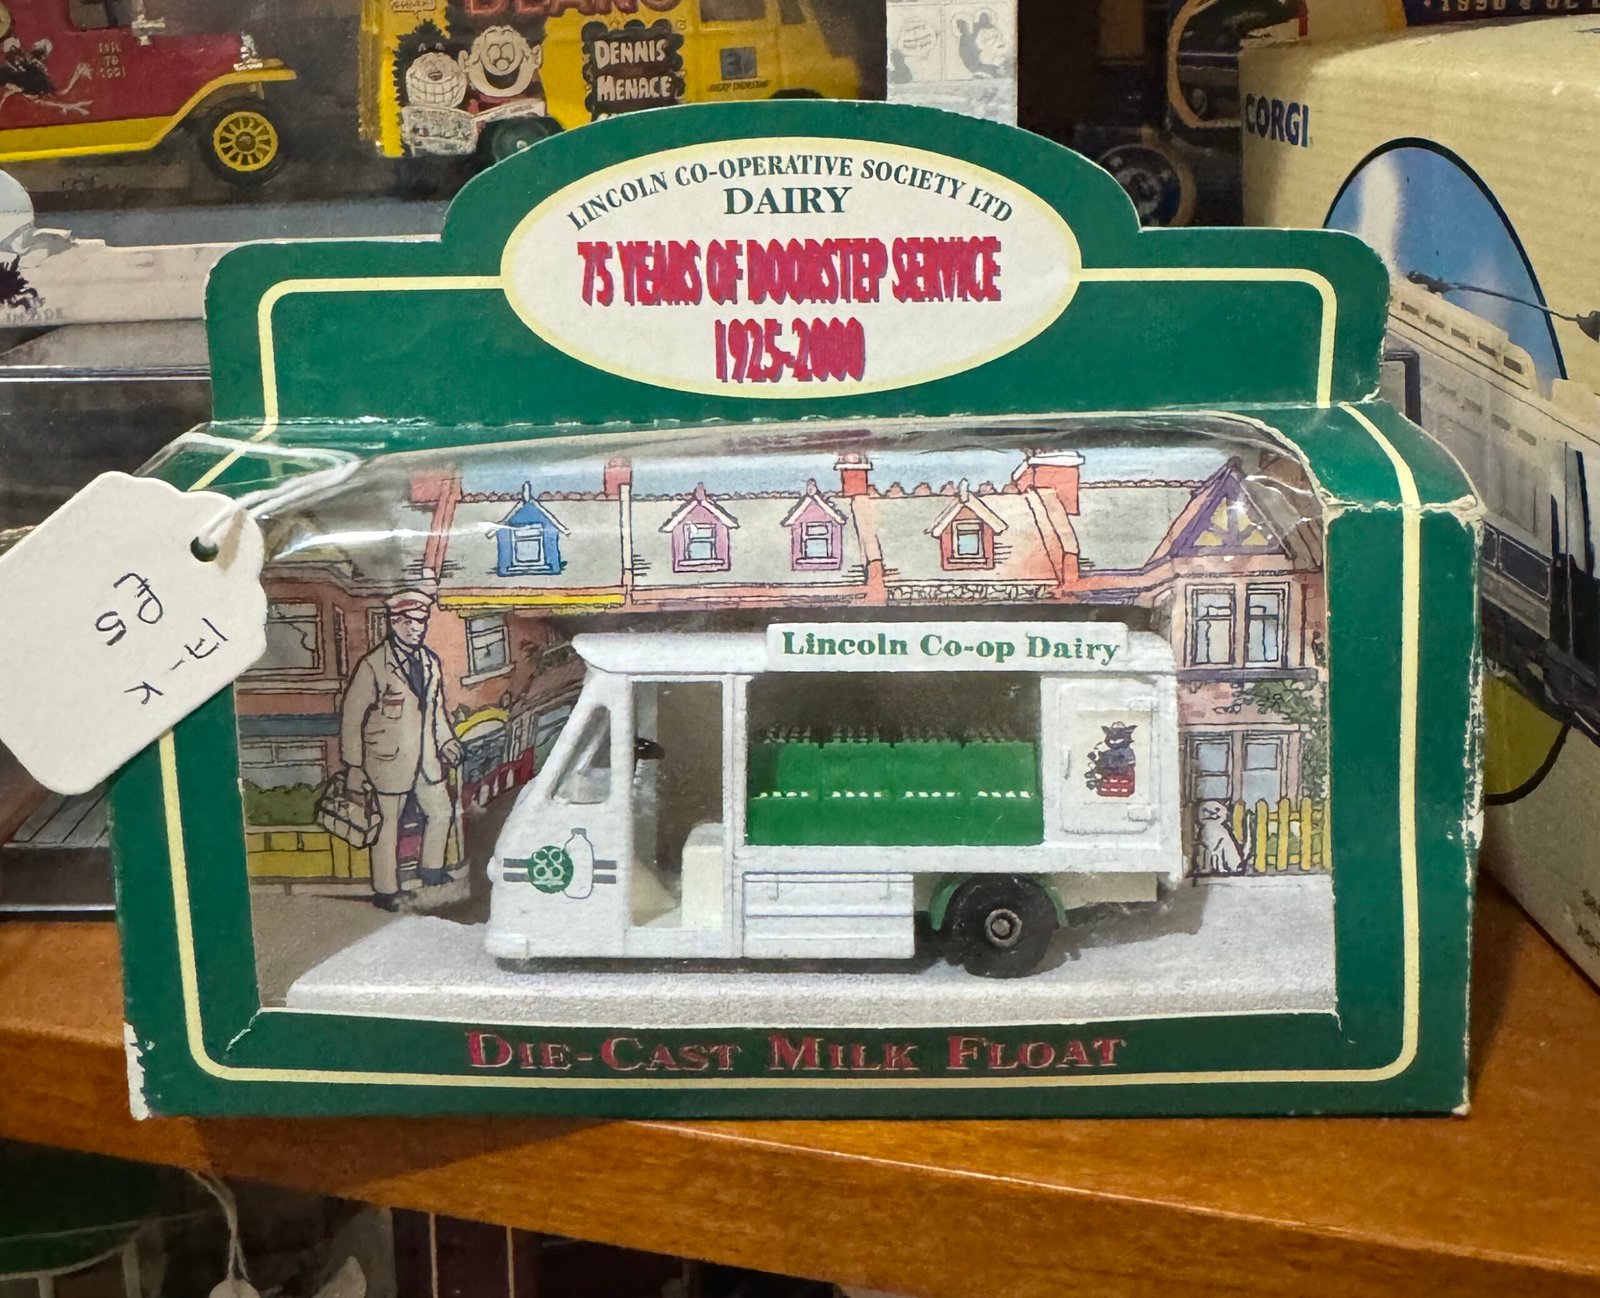 DENNIS
MENACE
CORGI
LINCOLN CO-OPERATIVE SOCIETY LTD
DAIRY
75 YEARS OF DOORSTEP SERVICE
1925-2000
Lincoln Co-op Dairy
DIE-CAST MILK FLOAT